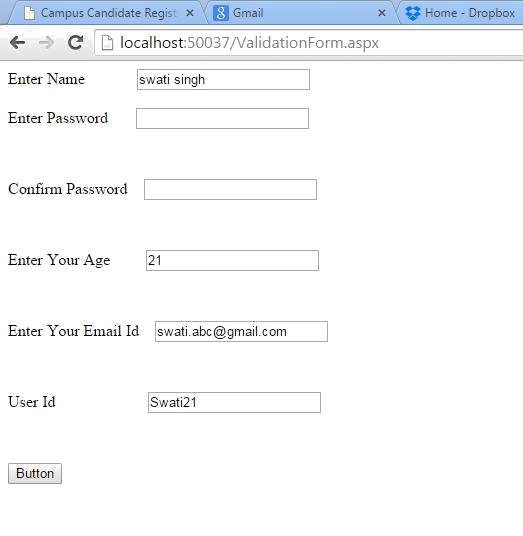 Campus Candidate Regist
Gmail
Home - Dropbox
localhost:50037/ValidationForm.aspx
Enter Name swati singh
Enter Password
Confirm Password
Enter Your Age 21
Enter Your Email Id swati.abc@gmail.com
User Id Swati21
Button